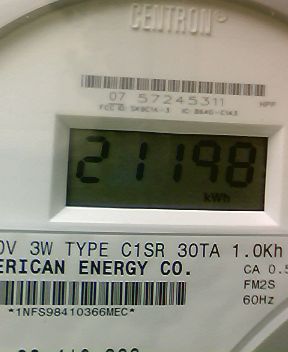 CENTRON®
07 57245311 HPF
21198
kWh
0V 3W TYPE C1SR 30TA 1.0Kh
ERICAN ENERGY CO. CA 0.5
FM2S
60Hz
*1NFS98410366MEC*